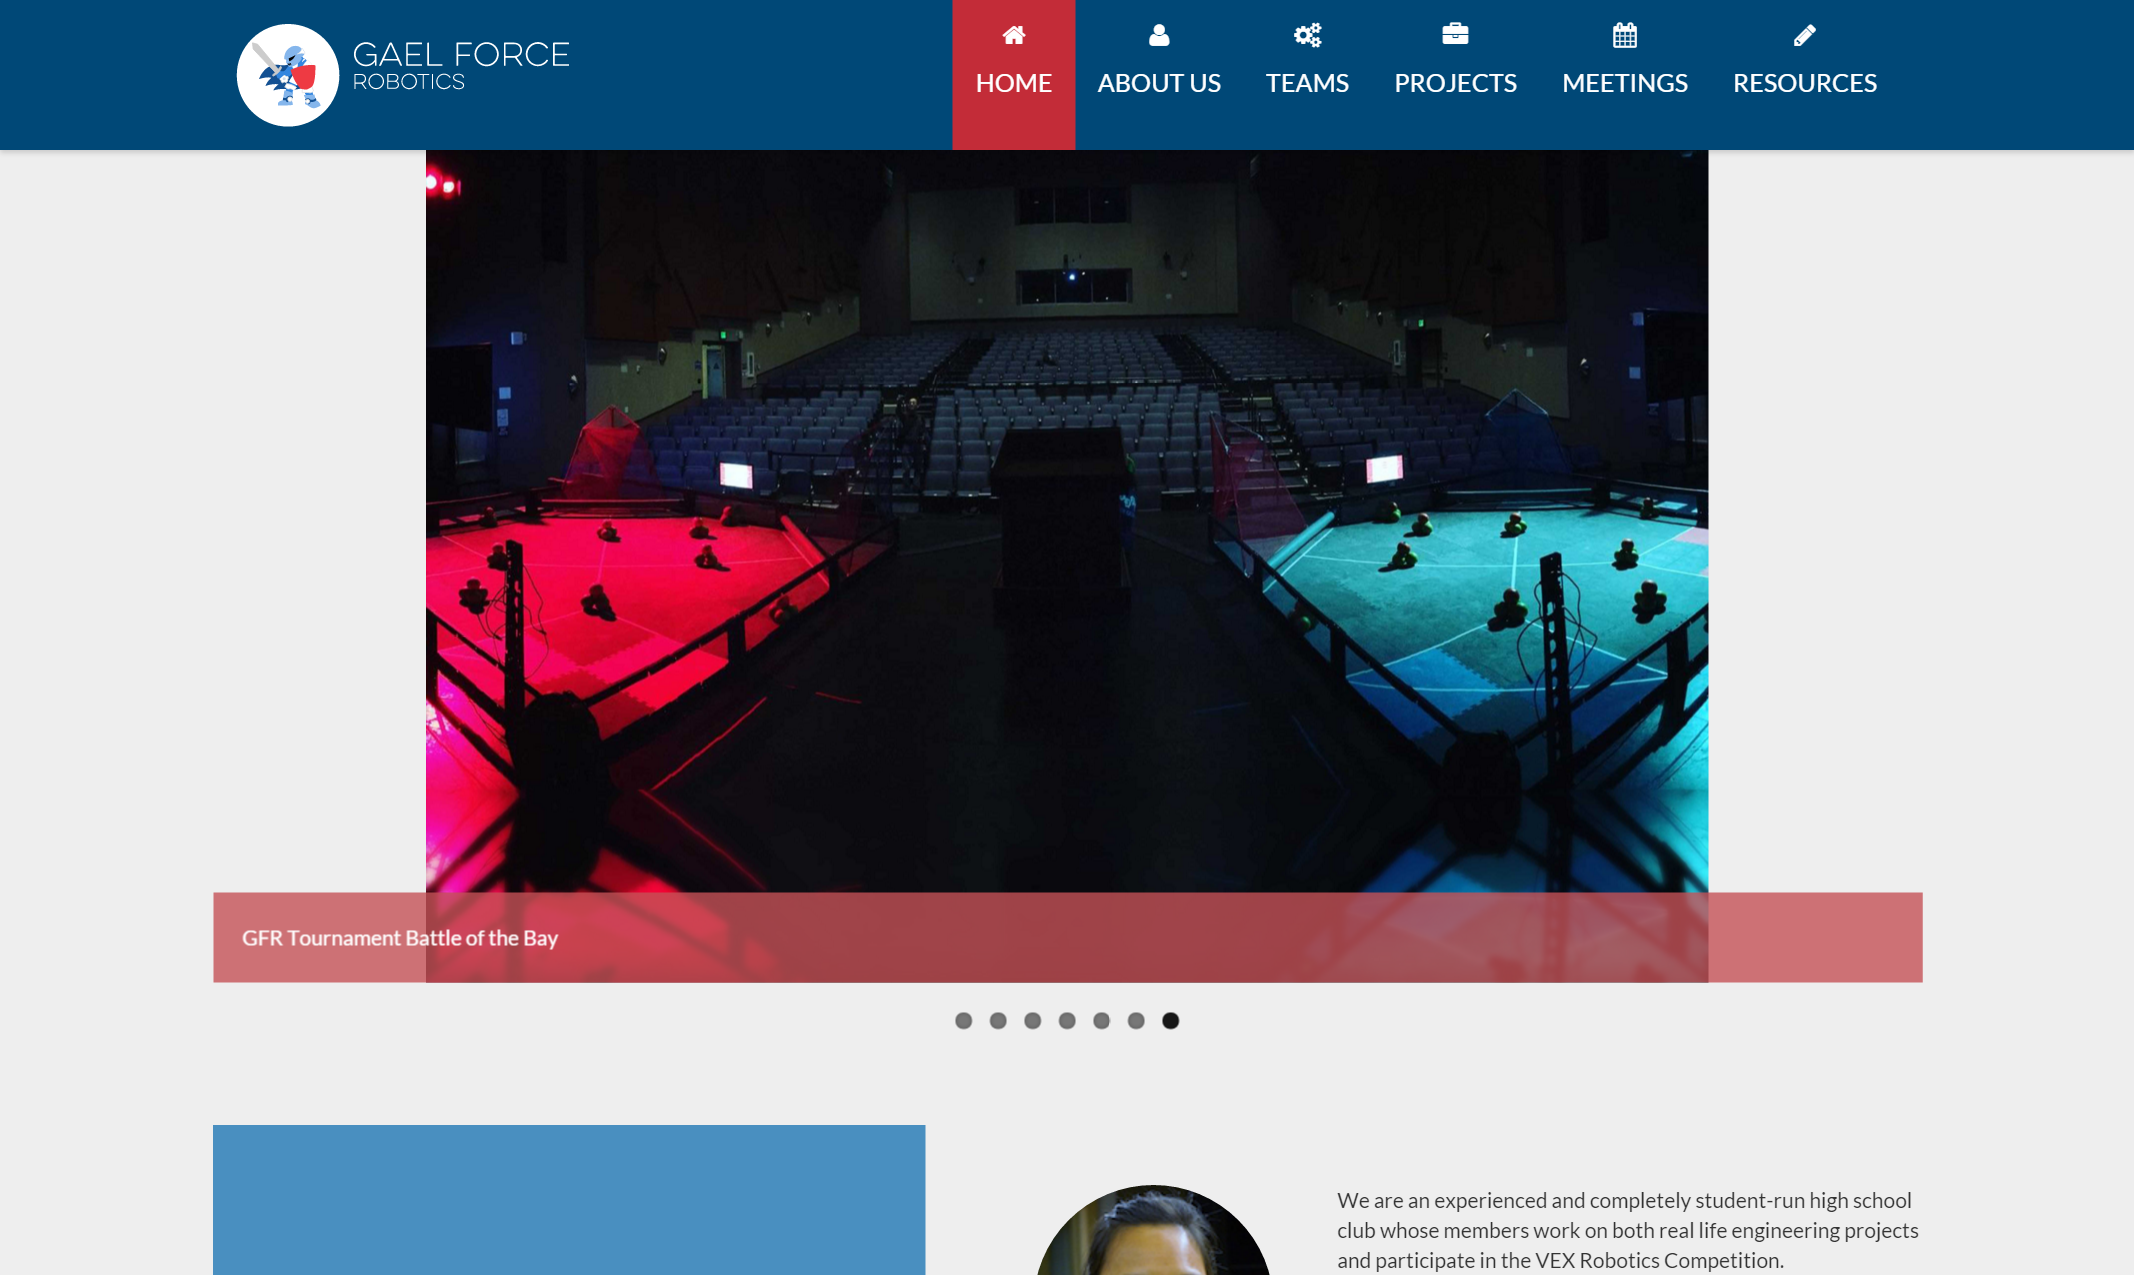 GAEL FORCE
ROBOTICS
HOME
ABOUT US
TEAMS
PROJECTS
MEETINGS
RESOURCES
GFR Tournament Battle of the Bay
We are an experienced and completely student-run high school
club whose members work on both real life engineering projects
and participate in the VEX Robotics Competition.